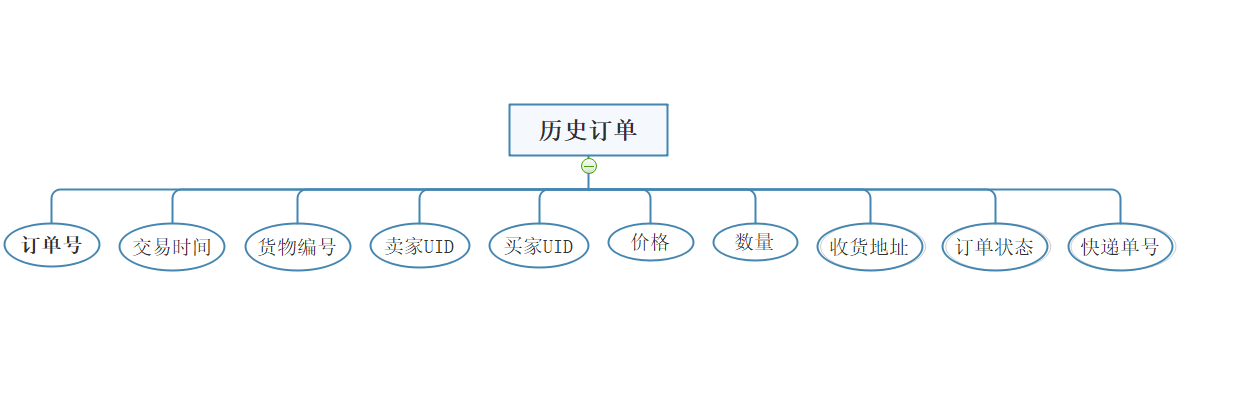 历史订单
订单号
交易时间
货物编号
卖家UID
买家UID
价格
数量
收货地址
订单状态
快递单号